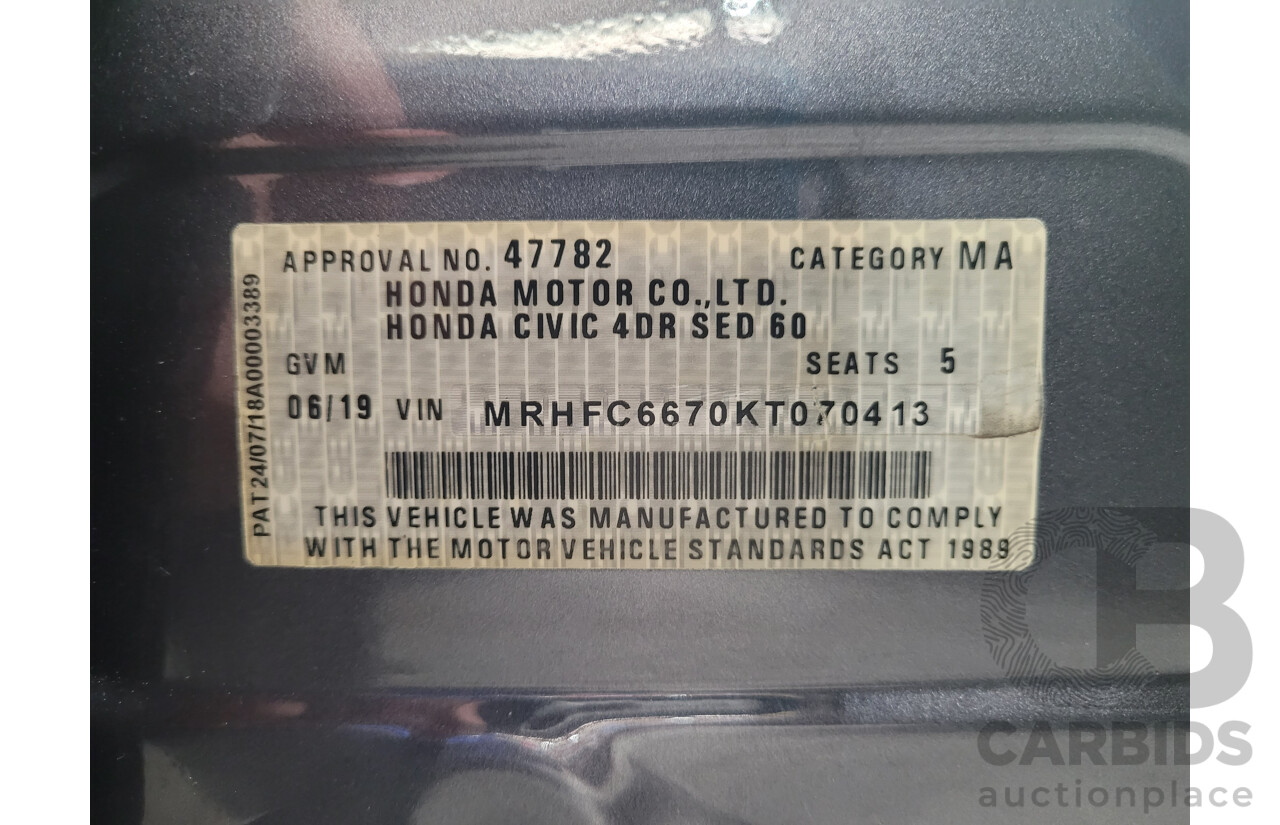 APPROVAL NO. 47782 CATEGORY MA
HONDA MOTOR CO.,LTD.
HONDA CIVIC 4DR SED 60
GVM SEATS 5
06/19 VIN MRHFC6670KT070413
THIS VEHICLE WAS MANUFACTURED TO COMPLY
WITH THE MOTOR VEHICLE STANDARDS ACT 1989
PAT24/07/18A00003389
CB
CARBIDS
auctionplace